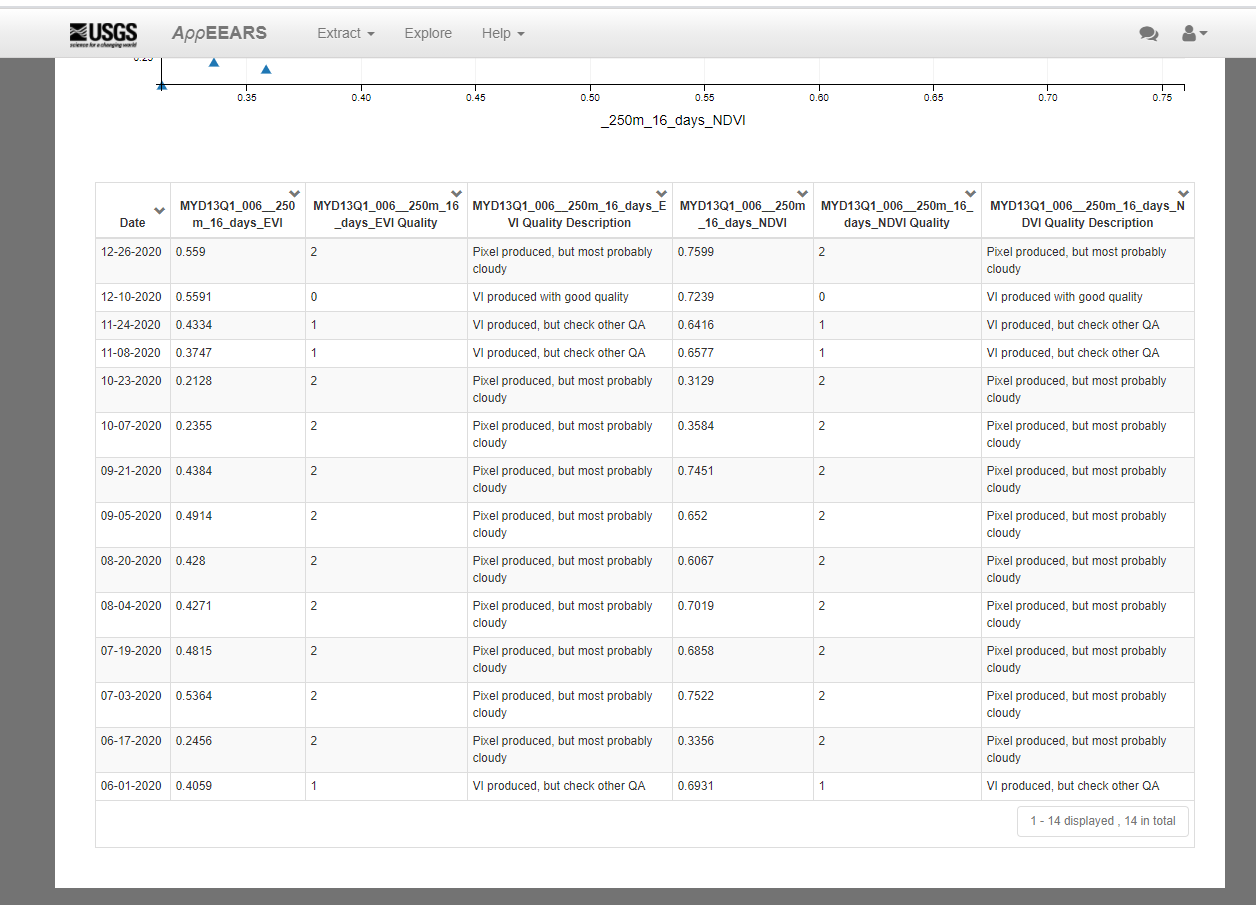 USGS
science for a changing world
AppEEARS
Extract
Explore
Help
0.25
0.35 0.40 0.45 0.50 0.55 0.60 0.65 0.70 0.75
_250m_16_days_NDVI
Date
MYD13Q1_006__250
m_16_days_EVI
MYD13Q1_006__250m_16
_days_EVI Quality
MYD13Q1_006__250m_16_days_E
VI Quality Description
MYD13Q1_006__250m
_16_days_NDVI
MYD13Q1_006__250m_16_
days_NDVI Quality
MYD13Q1_006__250m_16_days_N
DVI Quality Description
12-26-2020 0.559 2 Pixel produced, but most probably cloudy 0.7599 2 Pixel produced, but most probably cloudy
12-10-2020 0.5591 0 VI produced with good quality 0.7239 0 VI produced with good quality
11-24-2020 0.4334 1 VI produced, but check other QA 0.6416 1 VI produced, but check other QA
11-08-2020 0.3747 1 VI produced, but check other QA 0.6577 1 VI produced, but check other QA
10-23-2020 0.2128 2 Pixel produced, but most probably cloudy 0.3129 2 Pixel produced, but most probably cloudy
10-07-2020 0.2355 2 Pixel produced, but most probably cloudy 0.3584 2 Pixel produced, but most probably cloudy
09-21-2020 0.4384 2 Pixel produced, but most probably cloudy 0.7451 2 Pixel produced, but most probably cloudy
09-05-2020 0.4914 2 Pixel produced, but most probably cloudy 0.652 2 Pixel produced, but most probably cloudy
08-20-2020 0.428 2 Pixel produced, but most probably cloudy 0.6067 2 Pixel produced, but most probably cloudy
08-04-2020 0.4271 2 Pixel produced, but most probably cloudy 0.7019 2 Pixel produced, but most probably cloudy
07-19-2020 0.4815 2 Pixel produced, but most probably cloudy 0.6858 2 Pixel produced, but most probably cloudy
07-03-2020 0.5364 2 Pixel produced, but most probably cloudy 0.7522 2 Pixel produced, but most probably cloudy
06-17-2020 0.2456 2 Pixel produced, but most probably cloudy 0.3356 2 Pixel produced, but most probably cloudy
06-01-2020 0.4059 1 VI produced, but check other QA 0.6931 1 VI produced, but check other QA
1 - 14 displayed , 14 in total